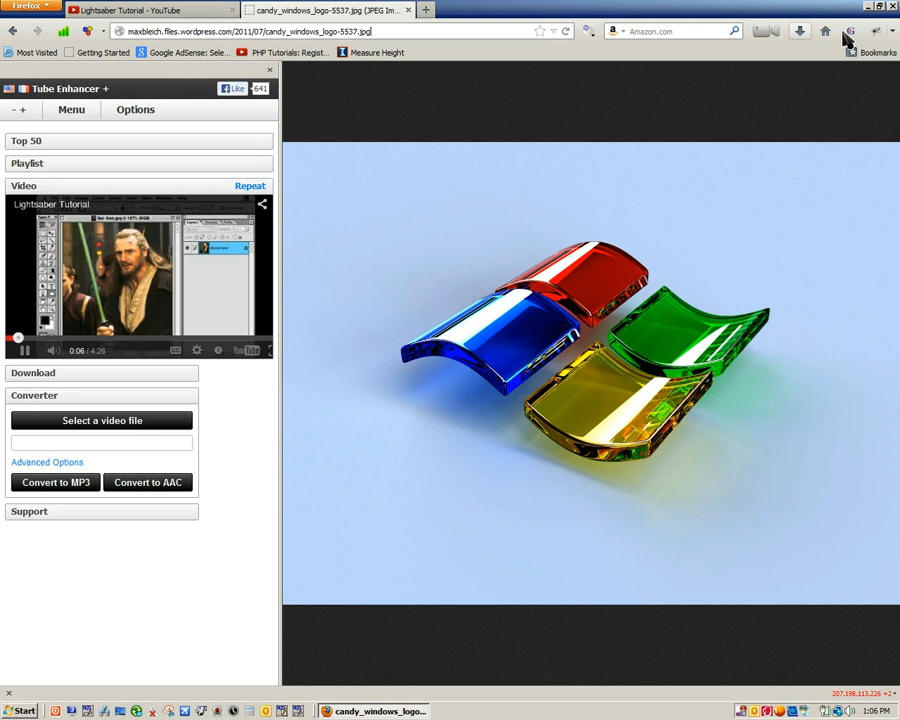 Firefox
Lightsaber Tutorial - YouTube
candy_windows_logo-5537.jpg (JPEG Im...
maxbleich.files.wordpress.com/2011/07/candy_windows_logo-5537.jpg
Amazon.com
Most Visited
Getting Started
Google AdSense: Selec...
PHP Tutorials: Regist...
Measure Height
Bookmarks
Tube Enhancer +
Like
641
- +
Menu
Options
Top 50
Playlist
Video
Repeat
Lightsaber Tutorial
0:06 / 4:26
YouTube
Download
Converter
Select a video file
Advanced Options
Convert to MP3
Convert to AAC
Support
207.198.113.226 +2
Start
candy_windows_logo...
1:06 PM